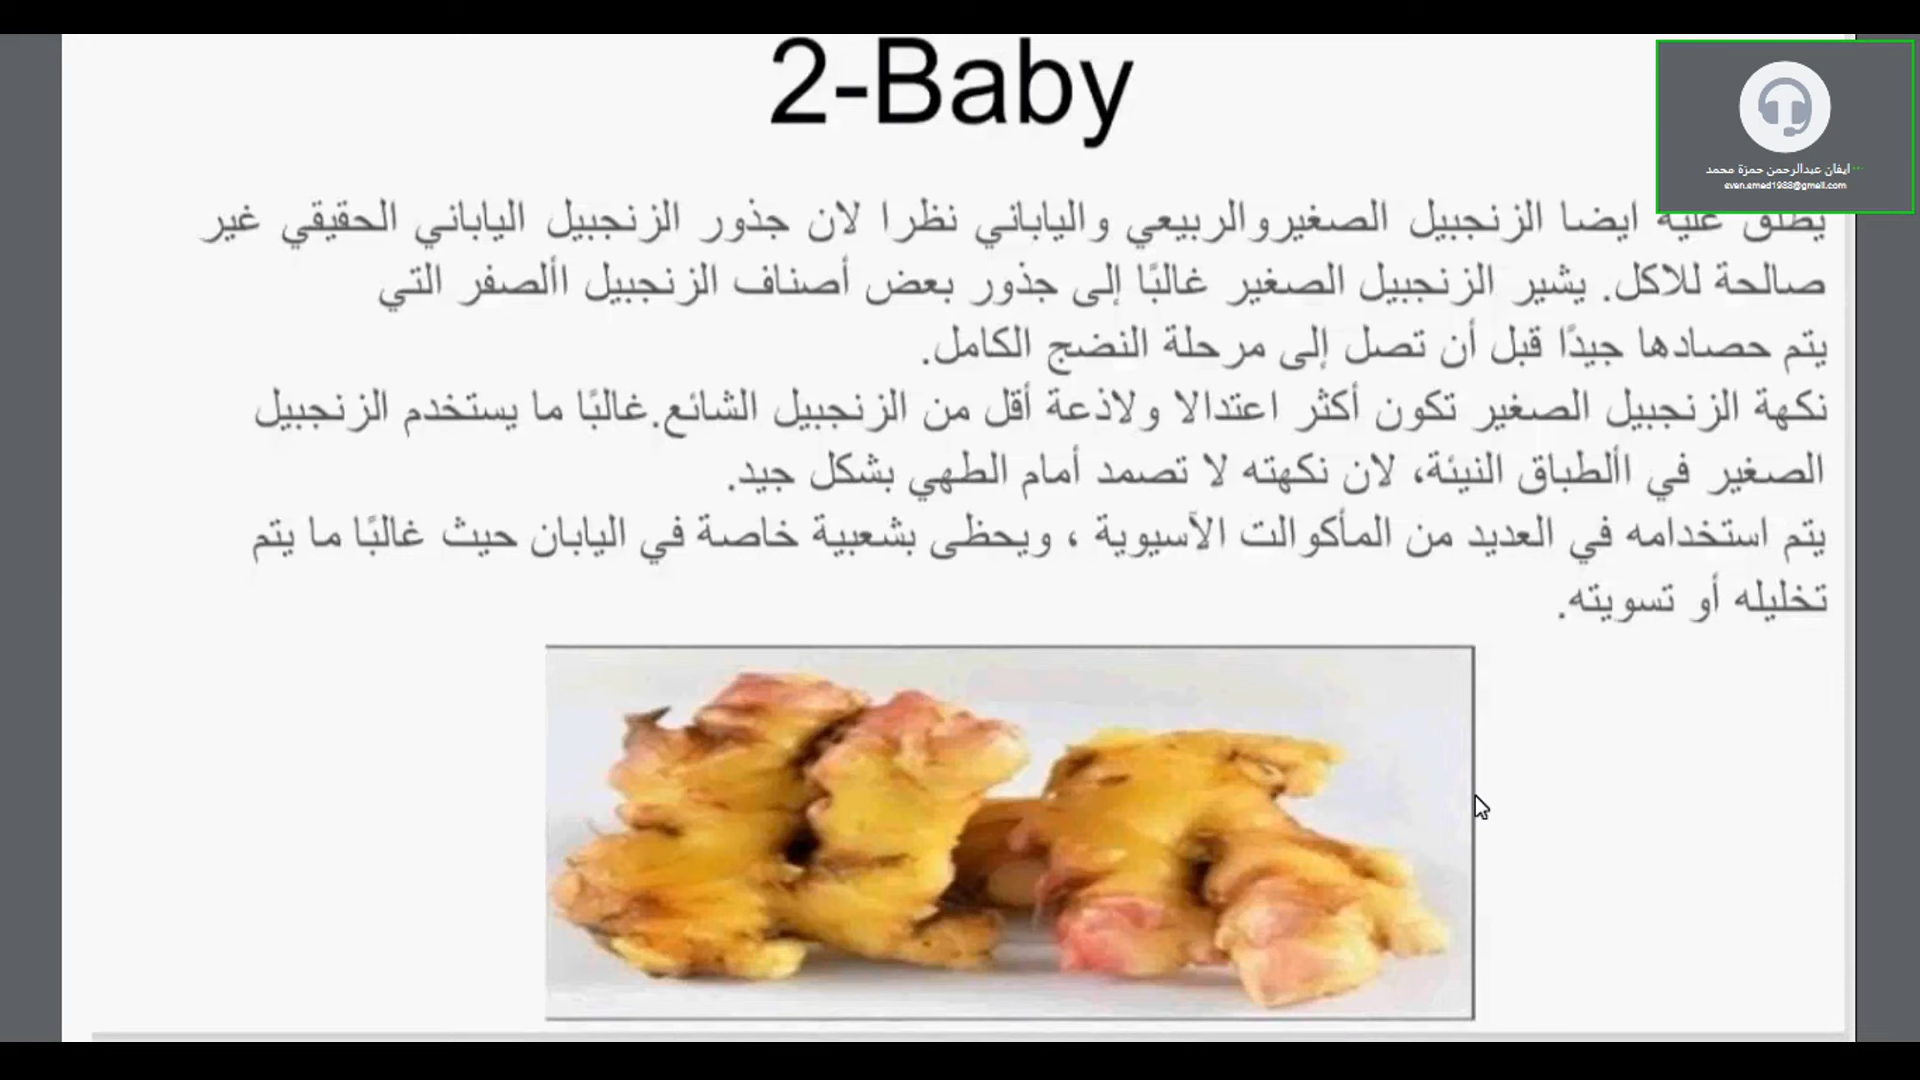 2-Baby
ايفان عبدالرحمن حمزة محمد
even.emed1988@gmail.com
يطلق عليه ايضا الزنجبيل الصغيروالربيعي والياباني نظرا لان جذور الزنجبيل الياباني الحقيقي غير
صالحة للاكل. يشير الزنجبيل الصغير غالبًا إلى جذور بعض أصناف الزنجبيل األصفر التي
يتم حصادها جيدًا قبل أن تصل إلى مرحلة النضج الكامل.
نكهة الزنجبيل الصغير تكون أكثر اعتدالا ولاذعة أقل من الزنجبيل الشائع.غالبًا ما يستخدم الزنجبيل
الصغير في األطباق النيئة، لان نكهته لا تصمد أمام الطهي بشكل جيد.
يتم استخدامه في العديد من المأكوالت الآسيوية ، ويحظى بشعبية خاصة في اليابان حيث غالبًا ما يتم
تخليله أو تسويته.